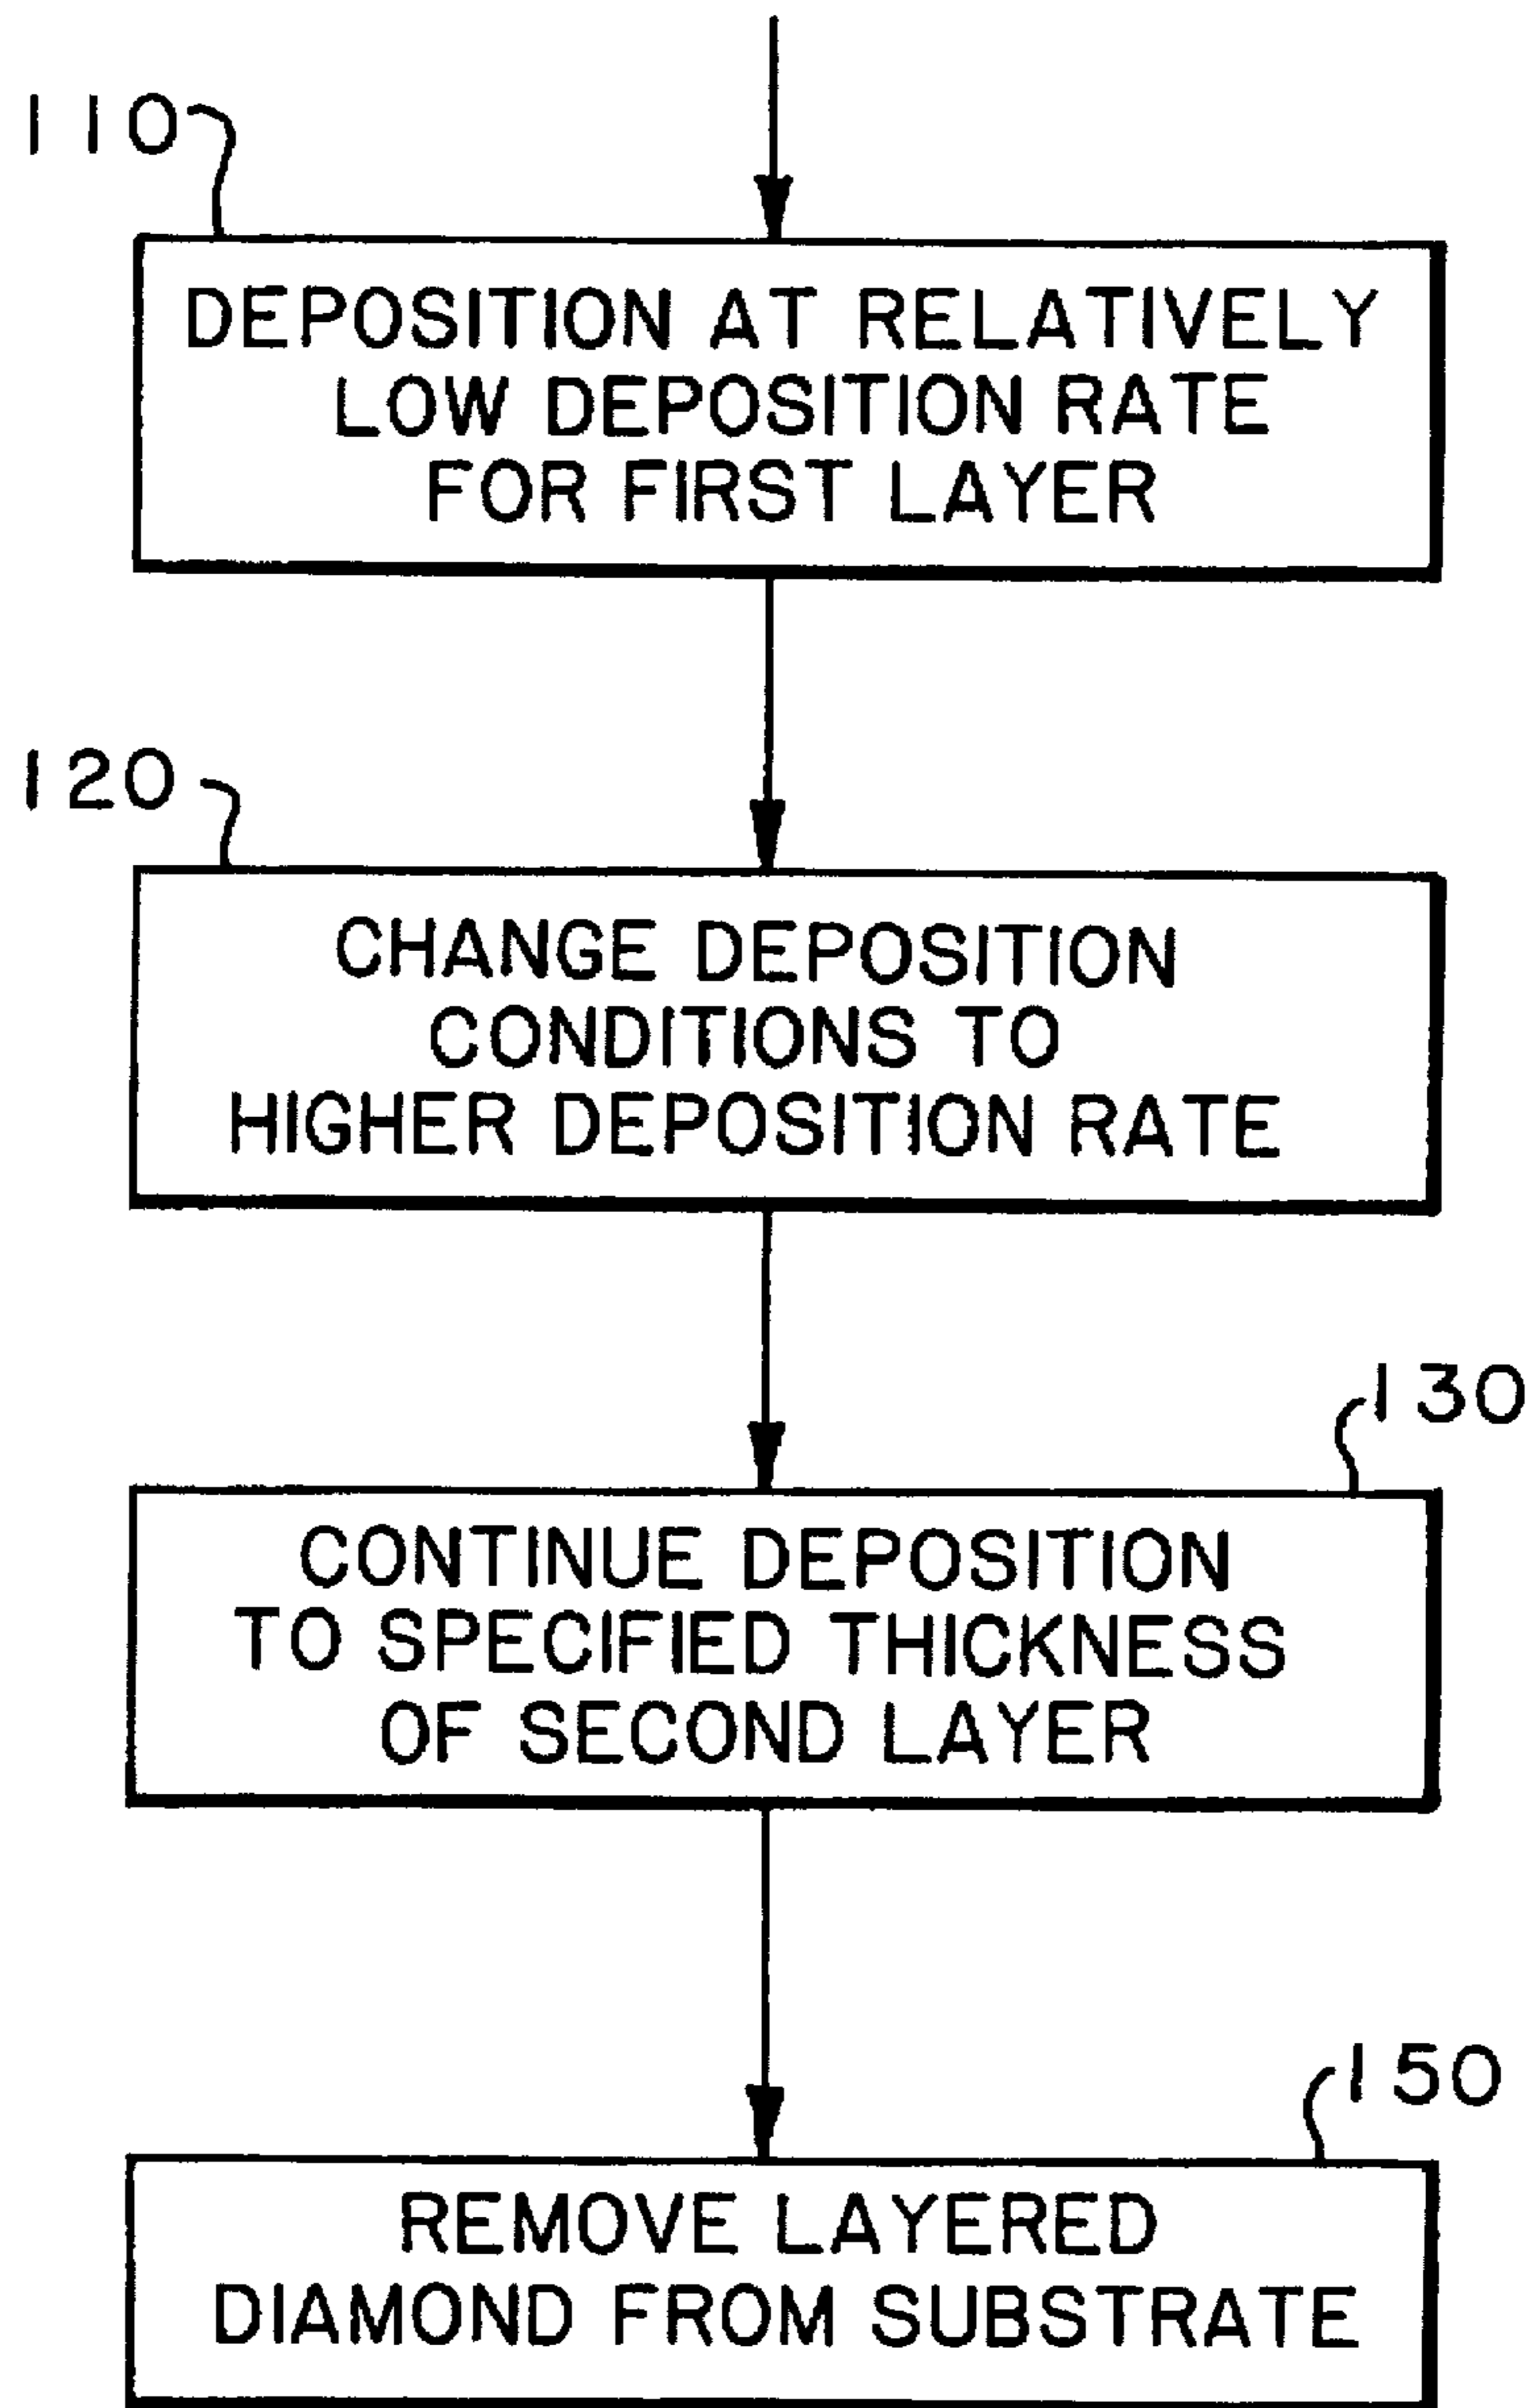 110
DEPOSITION AT RELATIVELY
LOW DEPOSITION RATE
FOR FIRST LAYER
120
CHANGE DEPOSITION
CONDITIONS TO
HIGHER DEPOSITION RATE
130
CONTINUE DEPOSITION
TO SPECIFIED THICKNESS
OF SECOND LAYER
150
REMOVE LAYERED
DIAMOND FROM SUBSTRATE